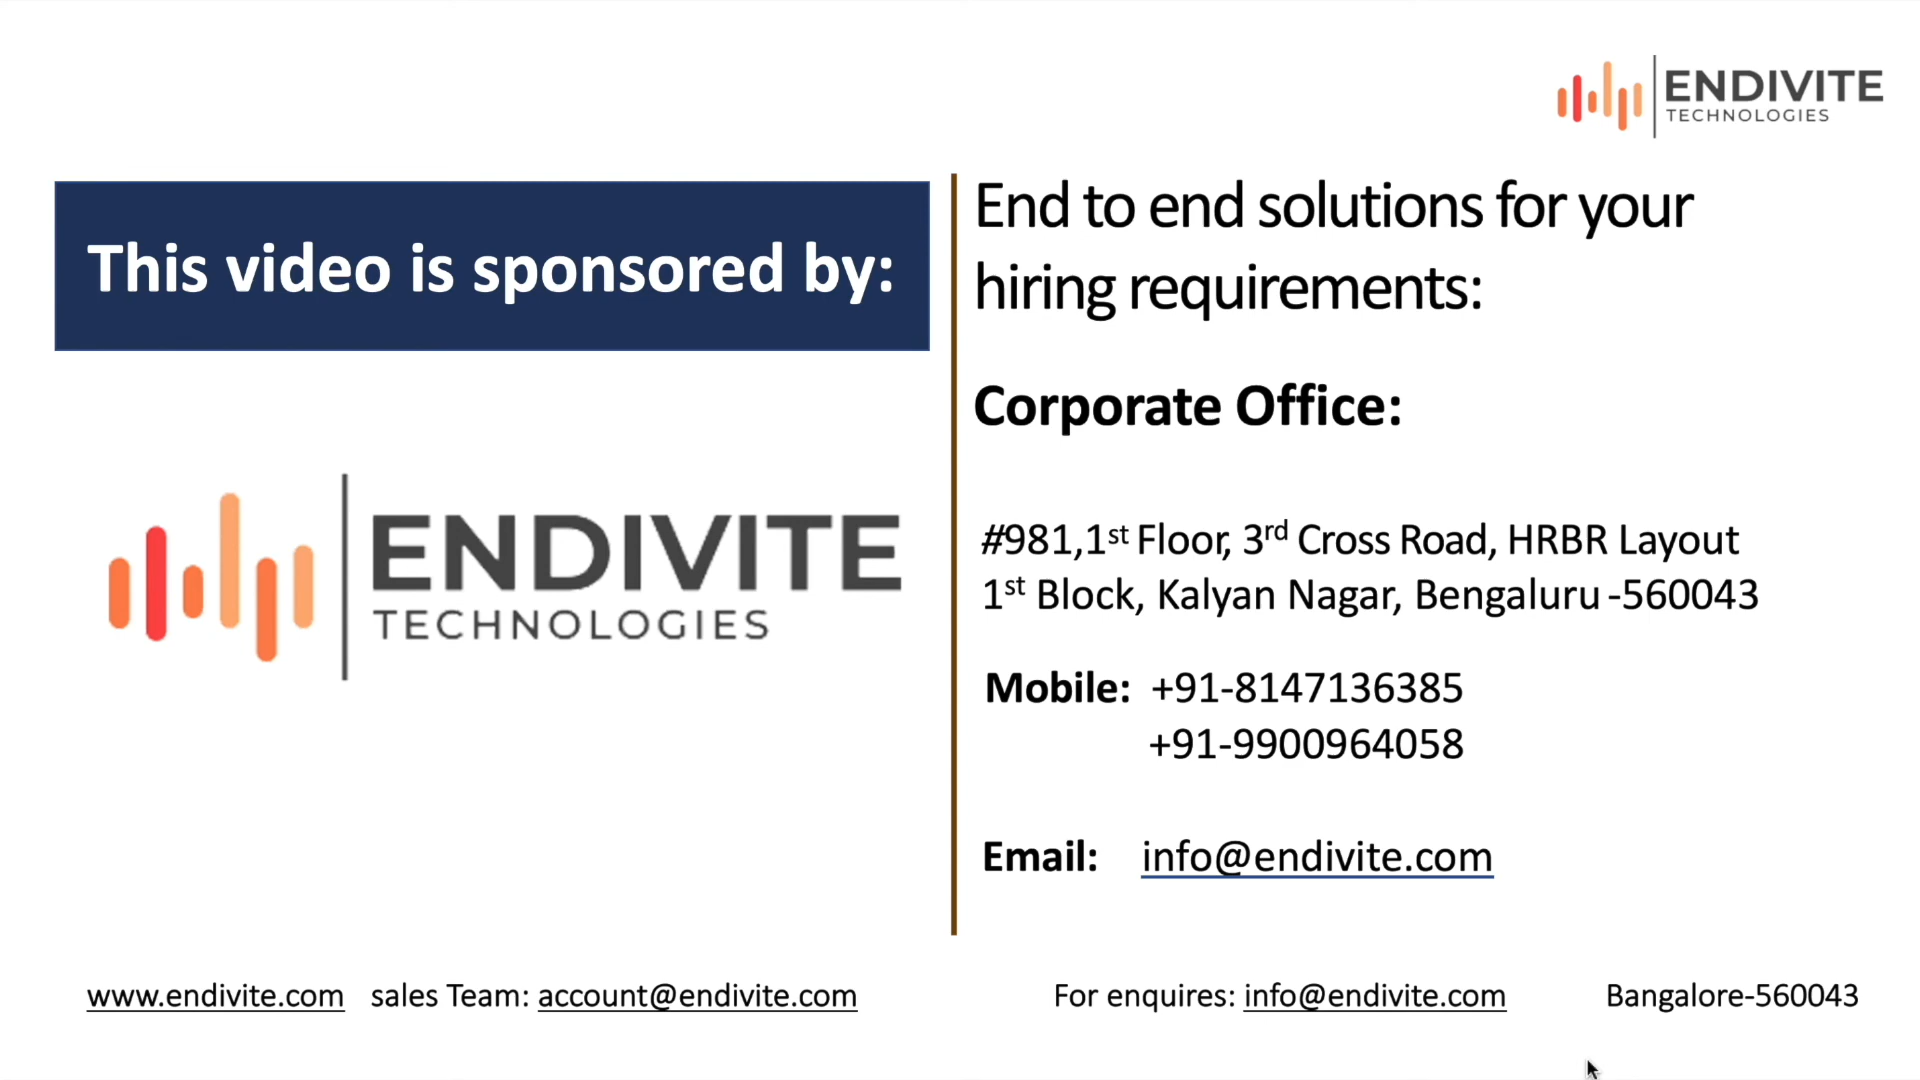 ENDIVITE
TECHNOLOGIES
This video is sponsored by:
ENDIVITE
TECHNOLOGIES
End to end solutions for your
hiring requirements:
Corporate Office:
#981,1st Floor, 3rd Cross Road, HRBR Layout
1st Block, Kalyan Nagar, Bengaluru -560043
Mobile: +91-8147136385
+91-9900964058
Email: info@endivite.com
www.endivite.com sales Team: account@endivite.com For enquires: info@endivite.com Bangalore-560043